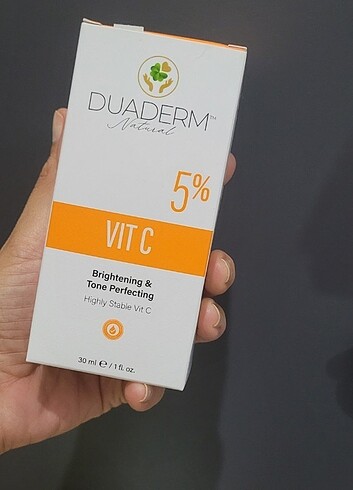 DUADERM™
Natural
5%
VIT C
Brightening &
Tone Perfecting
Highly Stable Vit C
30 ml ℮ / 1 fl. oz.